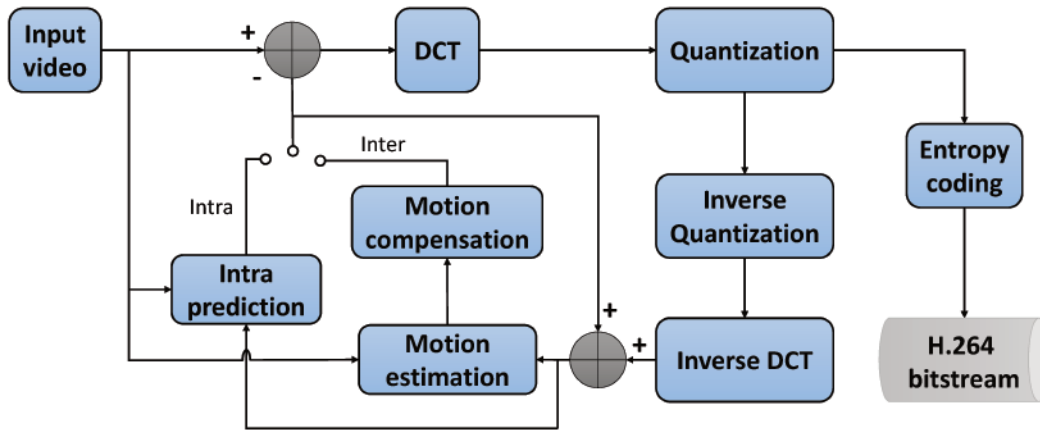 Input
video
+
-
DCT
Quantization
Entropy
coding
Inter
Intra
Motion
compensation
Inverse
Quantization
Intra
prediction
+
+
Motion
estimation
Inverse DCT
H.264
bitstream